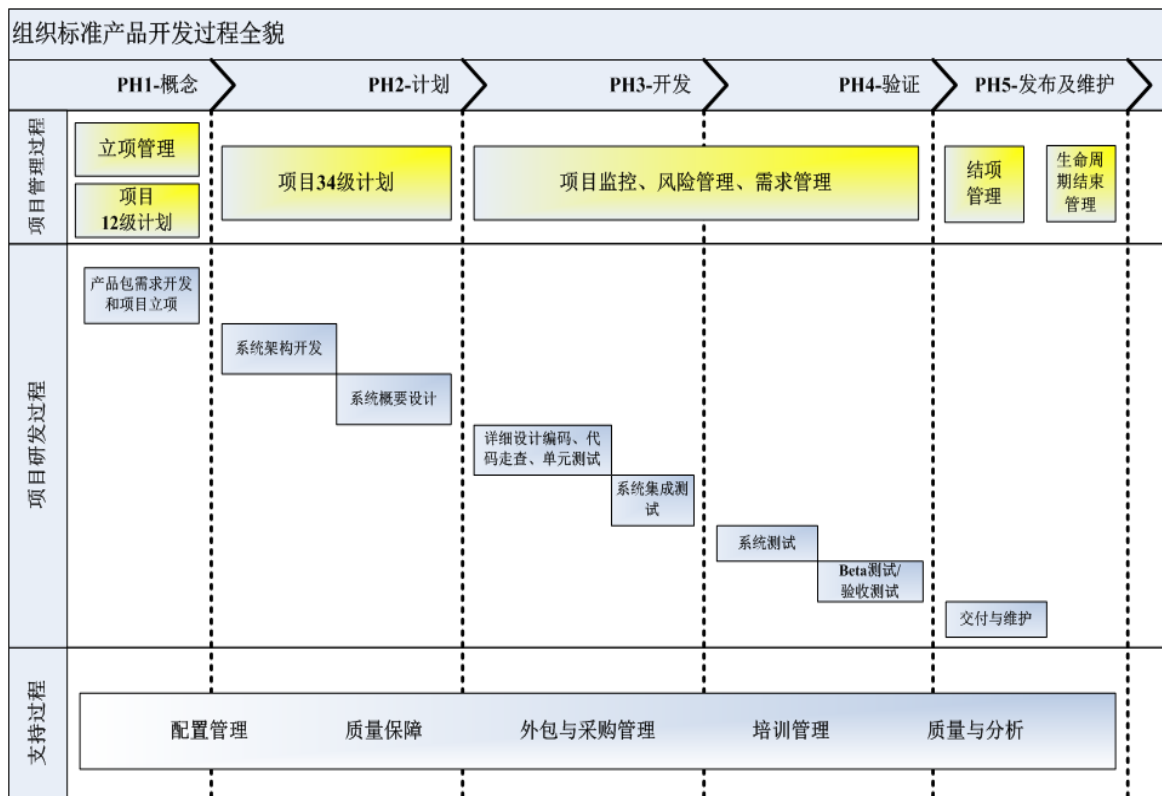 组织标准产品开发过程全貌
PH1-概念
PH2-计划
PH3-开发
PH4-验证
PH5-发布及维护
项目管理过程
立项管理
项目
12级计划
项目34级计划
项目监控、风险管理、需求管理
结项
管理
生命周
期结束
管理
项目研发过程
产品包需求开发
和项目立项
系统架构开发
系统概要设计
详细设计编码、代
码走查、单元测试
系统集成测
试
系统测试
Beta测试/
验收测试
交付与维护
支持过程
配置管理
质量保障
外包与采购管理
培训管理
质量与分析